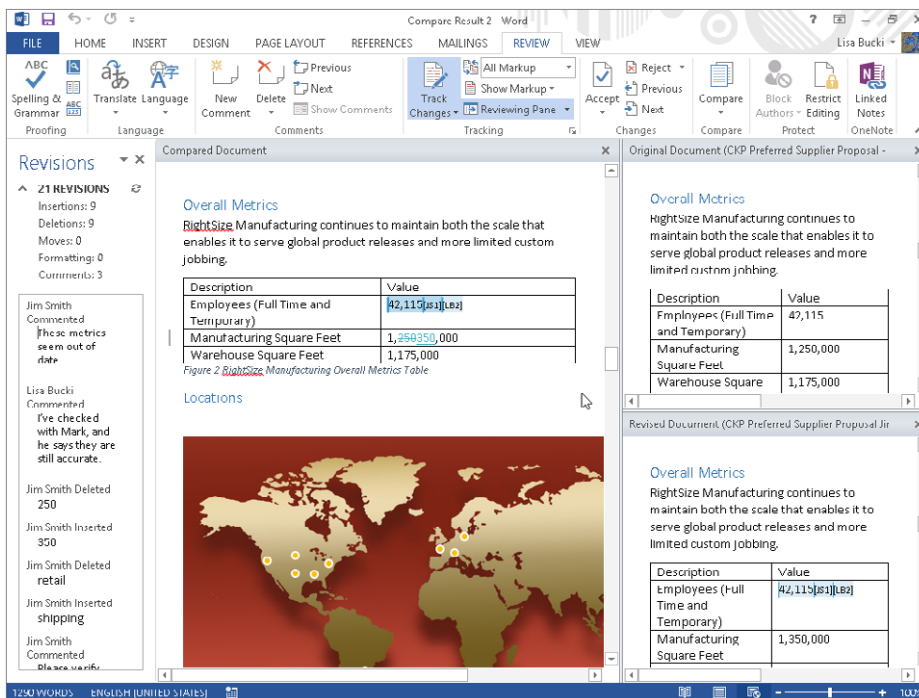 Compare Result 2 - Word
FILE HOME INSERT DESIGN PAGE LAYOUT REFERENCES MAILINGS REVIEW VIEW Lisa Bucki
ABC
Spelling &
Grammar
ABC
123
Proofing
Translate Language
Language
New
Comment
Delete
Previous
Next
Show Comments
Comments
Track
Changes
All Markup
Show Markup
Reviewing Pane
Tracking
Accept
Reject
Previous
Next
Changes
Compare
Compare
Block
Authors
Restrict
Editing
Protect
Linked
Notes
OneNote
Revisions
21 REVISIONS
Insertions: 9
Deletions: 9
Moves: 0
Formatting: 0
Comments: 3
Jim Smith
Commented
These metrics
seem out of
date
Lisa Bucki
Commented
I've checked
with Mark, and
he says they are
still accurate.
Jim Smith Deleted
250
Jim Smith Inserted
350
Jim Smith Deleted
retail
Jim Smith Inserted
shipping
Jim Smith
Commented
Please verify
Compared Document
Overall Metrics
RightSize Manufacturing continues to maintain both the scale that
enables it to serve global product releases and more limited custom
jobbing.
Description Value
Employees (Full Time and
Temporary) 42,115[JS1][LB2]
Manufacturing Square Feet 1,250350,000
Warehouse Square Feet 1,175,000
Figure 2 RightSize Manufacturing Overall Metrics Table
Locations
Original Document (CKP Preferred Supplier Proposal -
Overall Metrics
RightSize Manufacturing continues to
maintain both the scale that enables it to
serve global product releases and more
limited custom jobbing.
Description Value
Employees (Full Time
and Temporary) 42,115
Manufacturing
Square Feet 1,250,000
Warehouse Square 1,175,000
Revised Document (CKP Preferred Supplier Proposal Jir
Overall Metrics
RightSize Manufacturing continues to
maintain both the scale that enables it to
serve global product releases and more
limited custom jobbing.
Description Value
Employees (Full
Time and
Temporary) 42,115[JS1][LB2]
Manufacturing
Square Feet 1,350,000
1290 WORDS ENGLISH (UNITED STATES) 100%